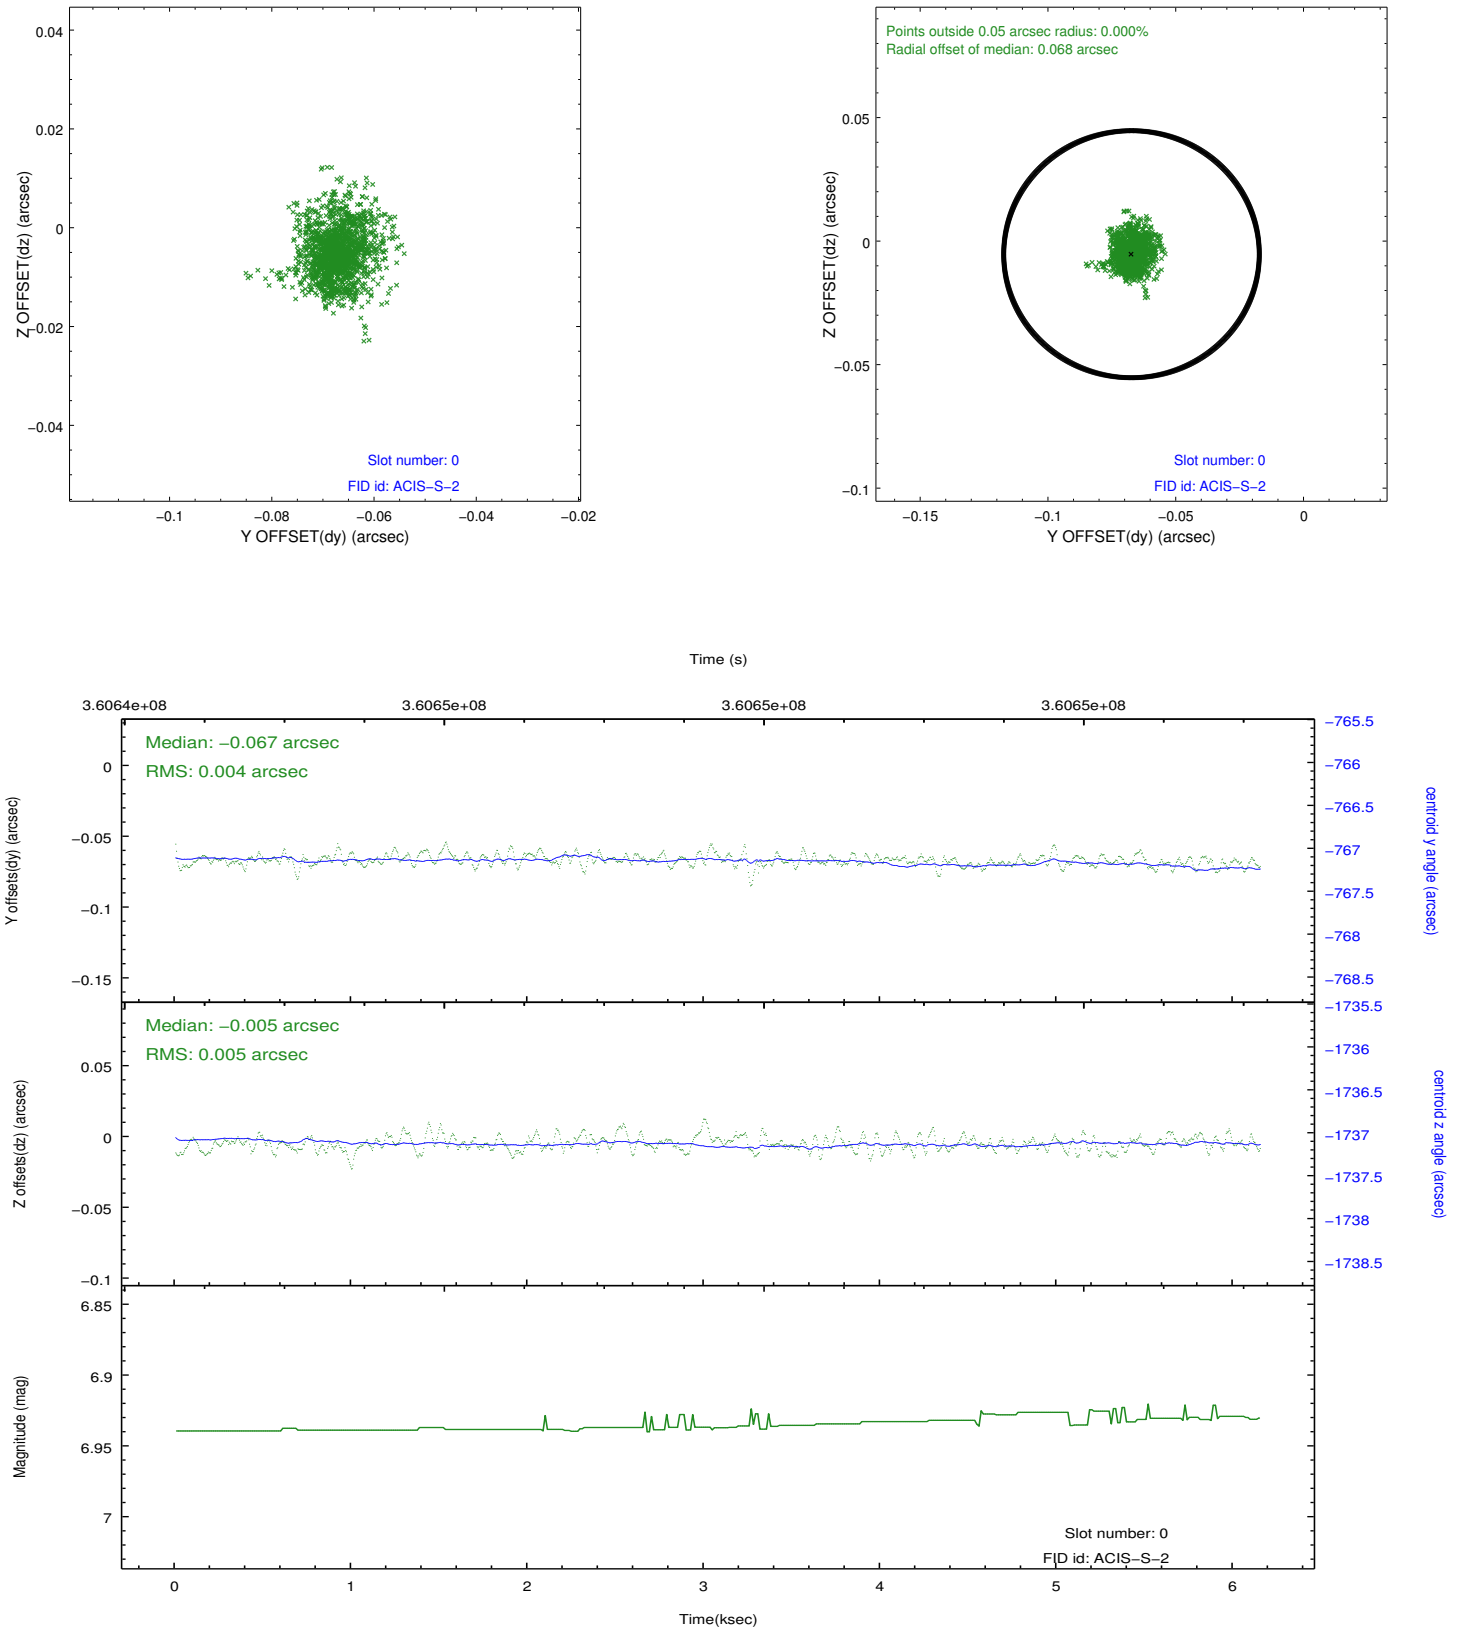 0.04
0.02
0
−0.02
−0.04
Z OFFSET(dz) (arcsec)
Slot number: 0
FID id: ACIS−S−2
−0.1
−0.08
−0.06
−0.04
−0.02
Y OFFSET(dy) (arcsec)
Points outside 0.05 arcsec radius: 0.000%
Radial offset of median: 0.068 arcsec
0.05
0
−0.05
−0.1
Z OFFSET(dz) (arcsec)
Slot number: 0
FID id: ACIS−S−2
−0.15
−0.1
−0.05
0
Y OFFSET(dy) (arcsec)
Time (s)
3.6064e+08
3.6065e+08
3.6065e+08
3.6065e+08
Median: −0.067 arcsec
RMS: 0.004 arcsec
0
−0.05
−0.1
−0.15
Y offsets(dy) (arcsec)
−765.5
−766
−766.5
−767
−767.5
−768
−768.5
centroid y angle (arcsec)
Median: −0.005 arcsec
RMS: 0.005 arcsec
0.05
0
−0.05
−0.1
Z offsets(dz) (arcsec)
−1735.5
−1736
−1736.5
−1737
−1737.5
−1738
−1738.5
centroid z angle (arcsec)
6.85
6.9
6.95
7
Magnitude (mag)
Slot number: 0
FID id: ACIS−S−2
0
1
2
3
4
5
6
Time(ksec)